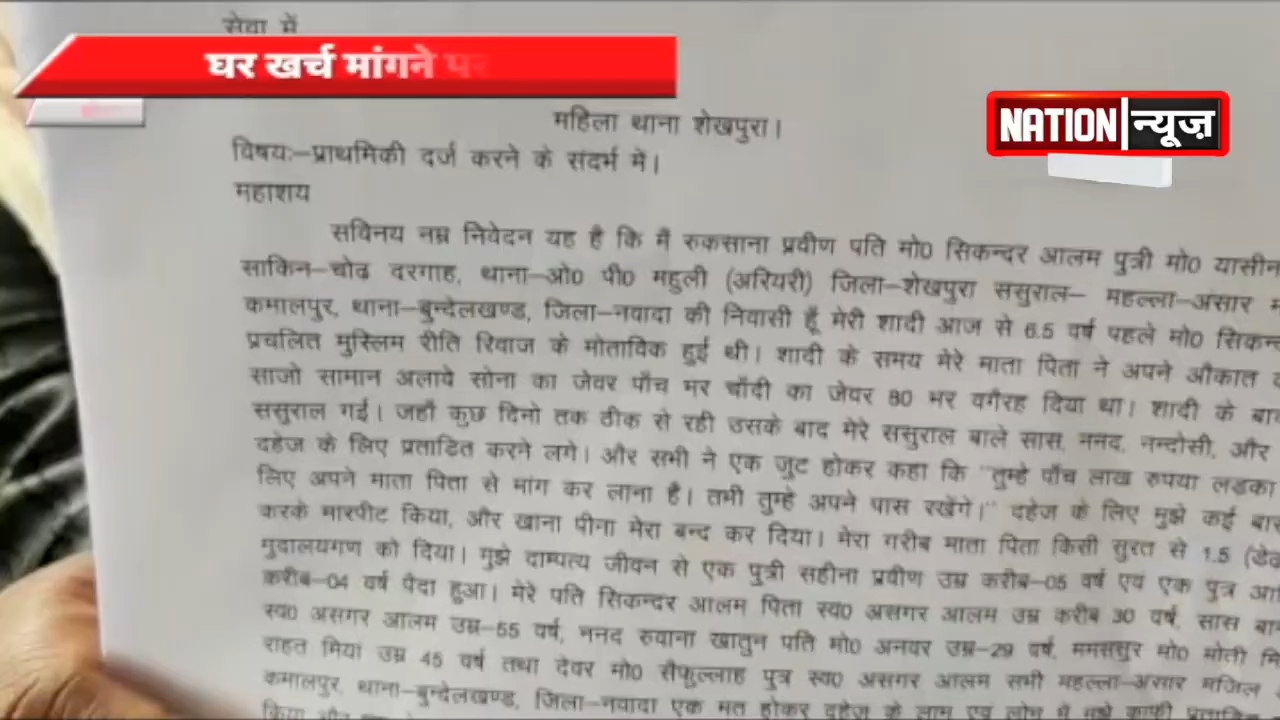 सेवा में
घर खर्च मांगने पर
NATION न्यूज़
महिला थाना शेखपुरा।
विषयः–प्राथमिकी दर्ज करने के संदर्भ में।
महाशय
सविनय नम्र निवेदन यह है कि मैं रुकसाना प्रवीण पति मो0 सिकन्दर आलम पुत्री मो0 यासीन
साकिन–चोढ दरगाह, थाना–ओ0 पी0 महुली (अरियरी) जिला–शेखपुरा ससुराल– महल्ला–अंसार
कमालपुर, थाना–बुन्देलखण्ड, जिला–नवादा की निवासी हूँ मेरी शादी आज से 6.5 वर्ष पहले मो0
प्रचलित मुस्लिम रीति रिवाज के मोताविक हुई थी। शादी के समय मेरे माता पिता ने अपने औकात
साजो सामान अलावे सोना का जेवर पाँच भर चाँदी का जेवर 80 भर वगैरह दिया था। शादी के
ससुराल गई। जहाँ कुछ दिनो तक ठीक से रही उसके बाद मेरे ससुराल बाले सास, ननद, नन्दोसी, और
दहेज के लिए प्रताडित करने लगे। और सभी ने एक जुट होकर कहा कि "तुम्हे पाँच लाख रुपया लडका
लिए अपने माता पिता से मांग कर लाना है। तभी तुम्हे अपने पास रखेंगे।" दहेज के लिए मुझे कई
करके मारपीट किया, और खाना पीना मेरा बन्द कर दिया। मेरा गरीब माता पिता किसी सुरत से 1.5
मुदालयगण को दिया। मुझे दाम्पत्य जीवन से एक पुत्री सहीना प्रवीण उम्र करीब–05 वर्ष एवं एक पुत्र
करीब–04 वर्ष पैदा हुआ। मेरे पति सिकन्दर आलम पिता स्व0 असगर आलम उम्र करीब 30 वर्ष, सास
स्व0 असगर आलम उम्र–55 वर्ष, ननद रुवाना खातुन पति मो0 अनवर उम्र–29 वर्ष, ममससुर मो0 मोती
राहत मियां उम्र 45 वर्ष तथा देवर मो0 सैफुल्लाह पुत्र स्व0 असगर आलम सभी महल्ला–अंसार मंजिल
कमालपुर, थाना–बुन्देलखण्ड, जिला–नवादा एक मत होकर दहेज के लाभ एवं लोभ में मुझे काफी
किया और